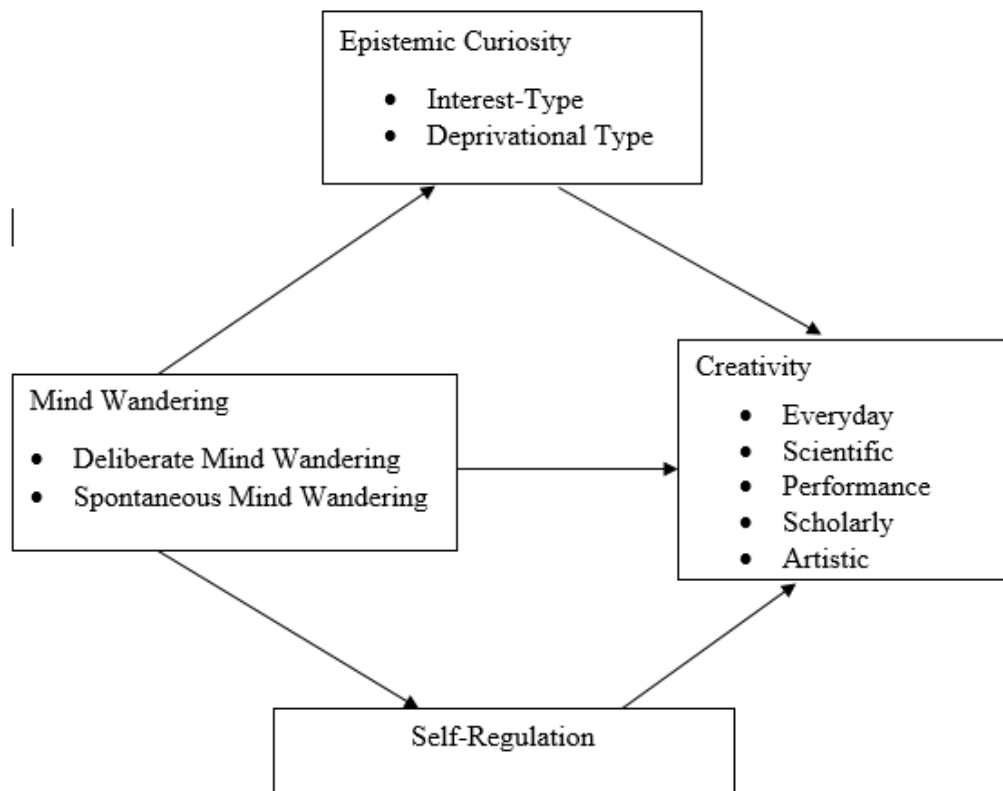 Epistemic Curiosity
• Interest-Type
• Deprivational Type
Mind Wandering
• Deliberate Mind Wandering
• Spontaneous Mind Wandering
Creativity
• Everyday
• Scientific
• Performance
• Scholarly
• Artistic
Self-Regulation